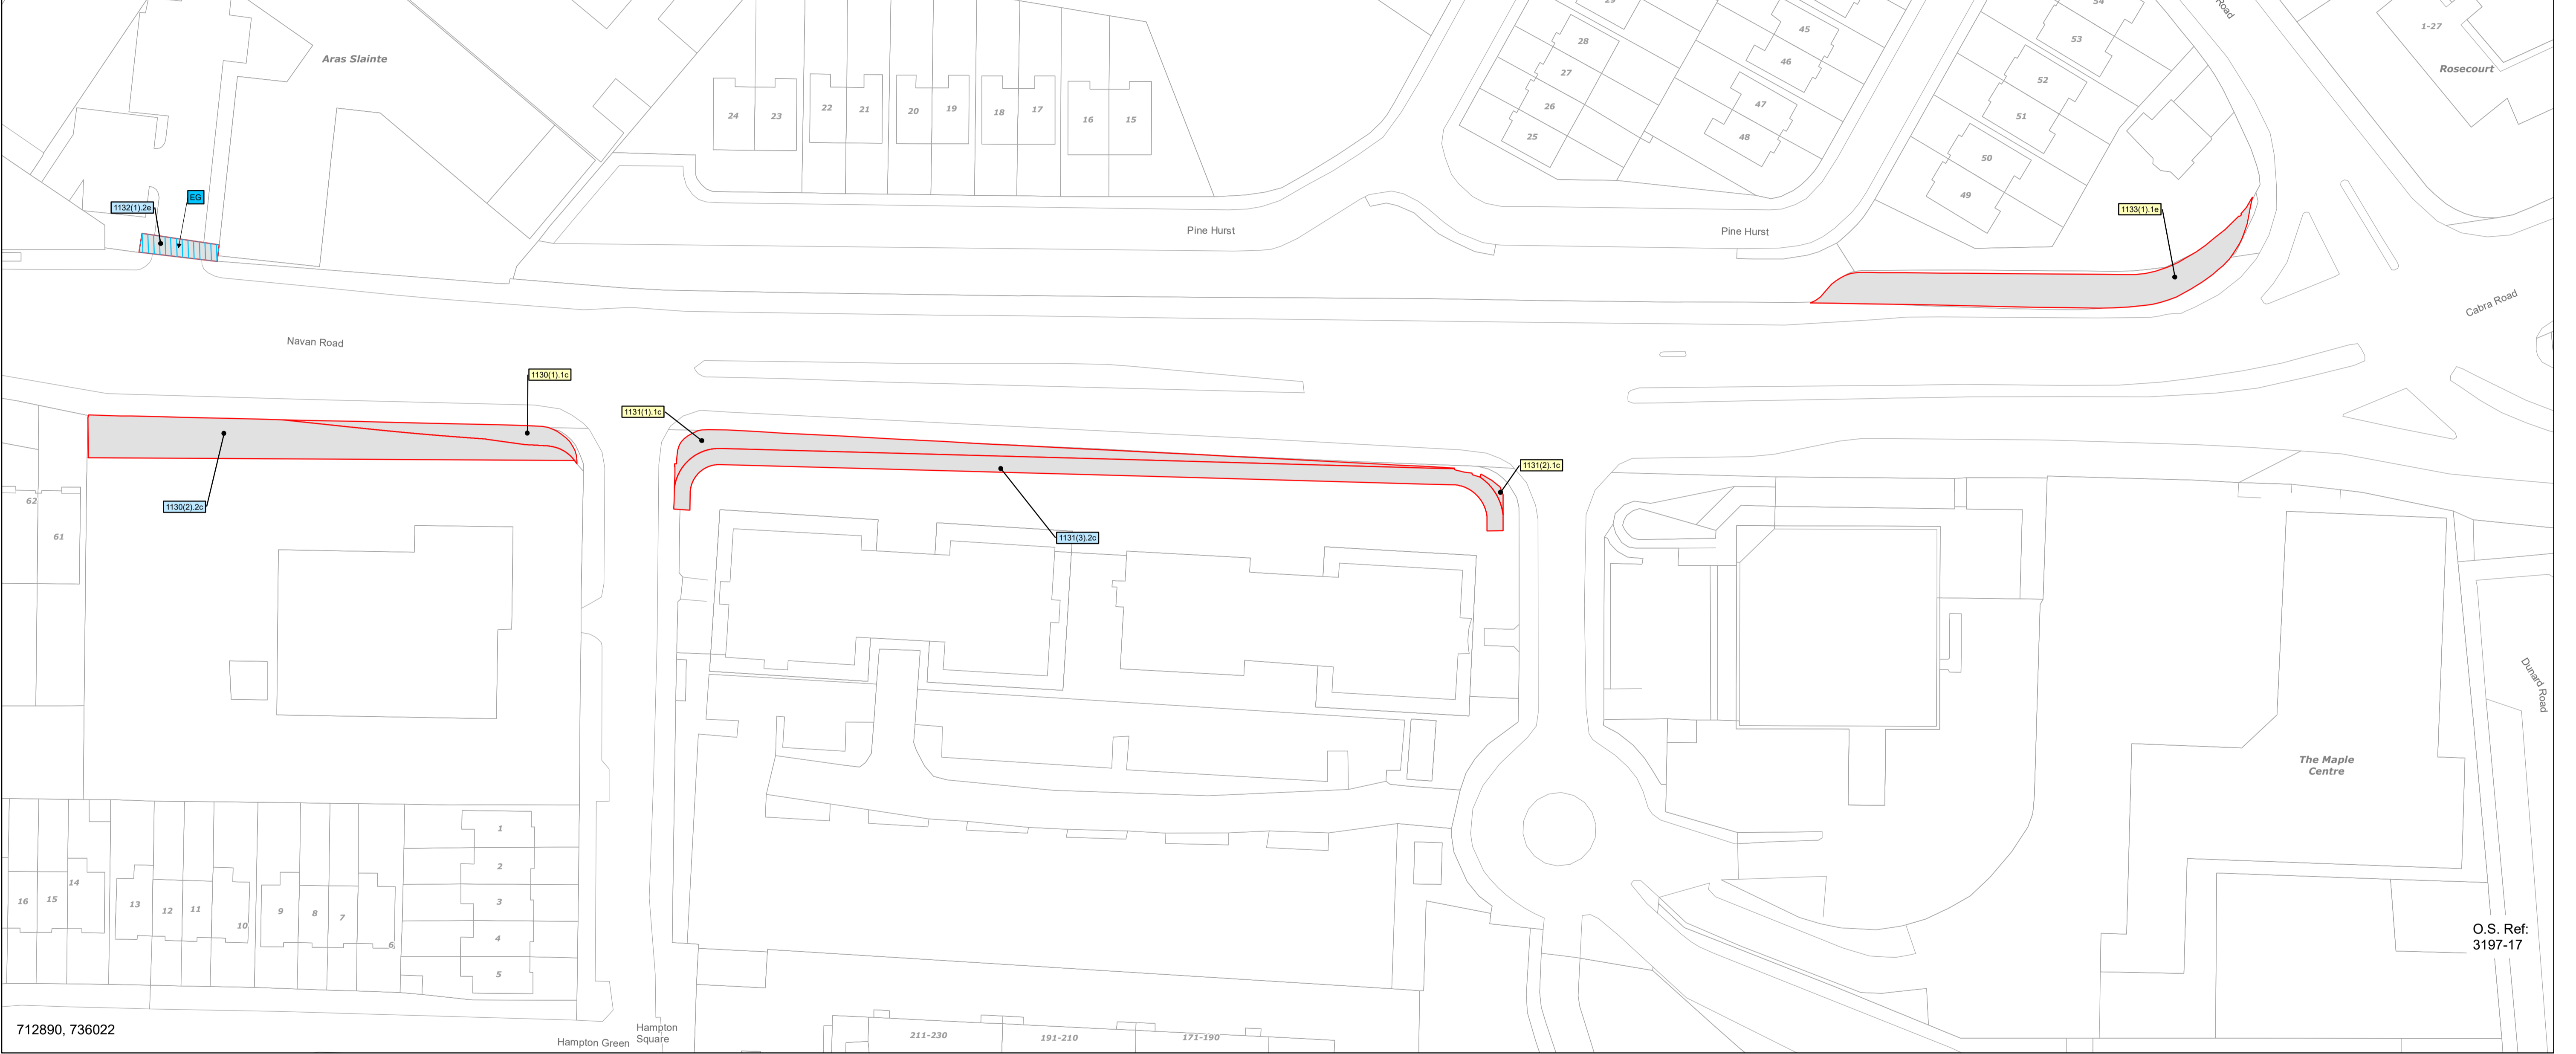 29
45
54
Road
1-27
28
53
Aras Slainte
46
Rosecourt
27
52
24
23
22
21
20
19
18
17
16
15
26
47
51
25
48
50
EG
1132(1).2e
49
1133(1).1e
Pine Hurst
Pine Hurst
Cabra Road
Navan Road
1130(1).1c
1131(1).1c
1131(2).1c
62
1130(2).2c
61
1131(3).2c
Dunard Road
The Maple
Centre
1
2
14
16
15
13
12
11
10
9
8
7
6
3
4
5
O.S. Ref:
3197-17
712890, 736022
Hampton Green
Hampton
Square
211-230
191-210
171-190